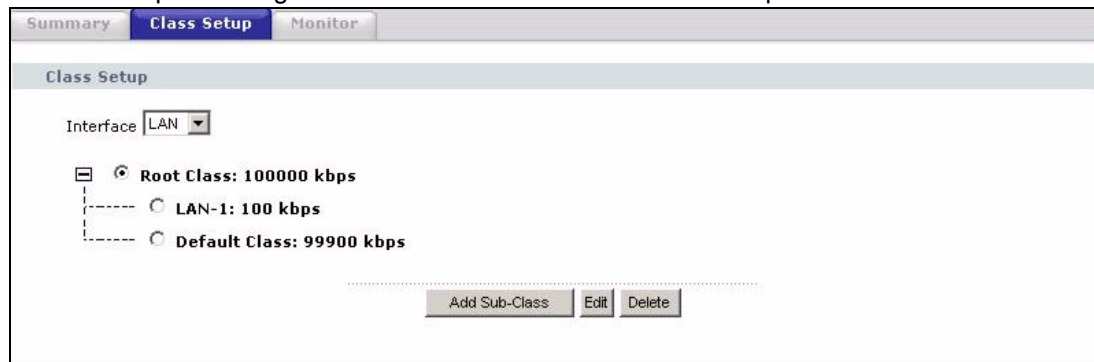 Summary Class Setup Monitor
Class Setup
Interface LAN
Root Class: 100000 kbps
LAN-1: 100 kbps
Default Class: 99900 kbps
Add Sub-Class Edit Delete